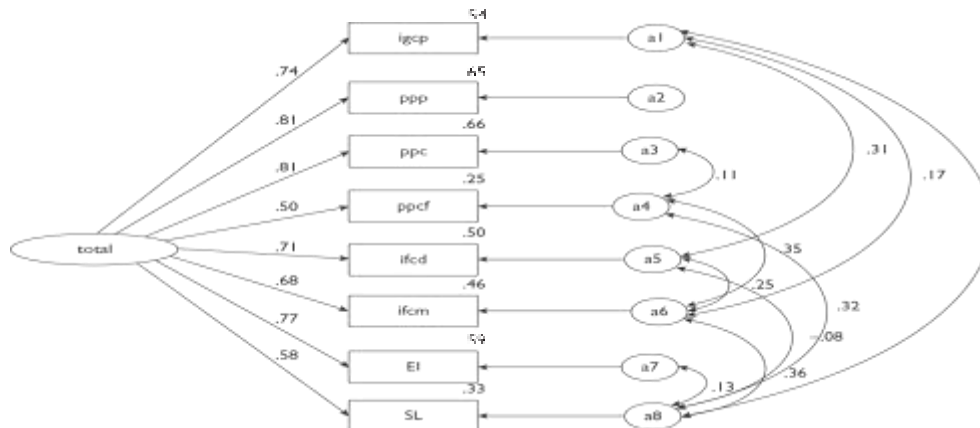 .54
igcp
a1
.74
.65
ppp
a2
.81
.66
ppc
a3
.81
.31
.17
.11
.25
ppcf
a4
.50
.50
total
.71
ifcd
a5
.35
.25
.68
.46
ifcm
a6
.32
-.08
.77
.59
EI
a7
.36
.13
.58
.33
SL
a8